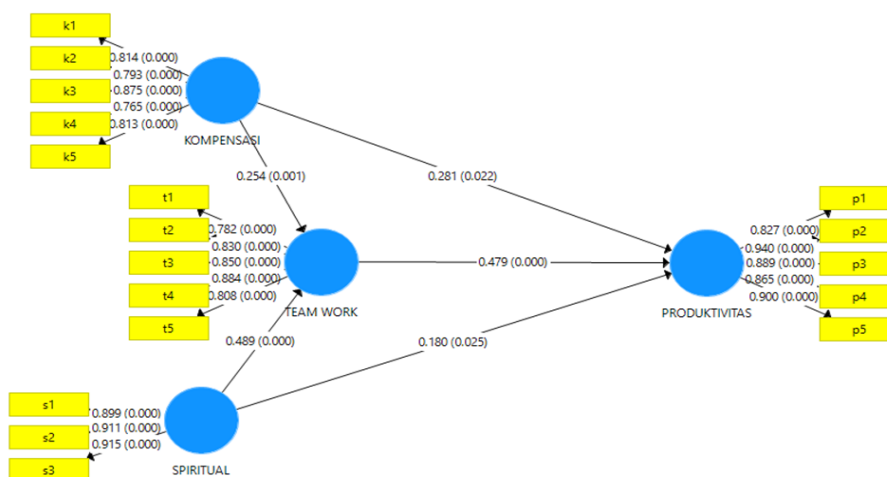 k1
k2
k3
k4
k5
0.814 (0.000)
0.793 (0.000)
0.875 (0.000)
0.765 (0.000)
0.813 (0.000)
KOMPENSASI
0.254 (0.001)
0.281 (0.022)
t1
t2
t3
t4
t5
0.782 (0.000)
0.830 (0.000)
0.850 (0.000)
0.884 (0.000)
0.808 (0.000)
TEAM WORK
0.479 (0.000)
0.489 (0.000)
0.180 (0.025)
p1
p2
p3
p4
p5
0.827 (0.000)
0.940 (0.000)
0.889 (0.000)
0.865 (0.000)
0.900 (0.000)
PRODUKTIVITAS
s1
s2
s3
0.899 (0.000)
0.911 (0.000)
0.915 (0.000)
SPIRITUAL